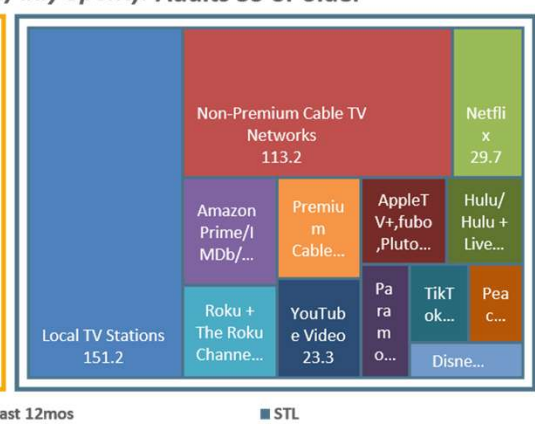 Adults 35 or older
Local TV Stations
151.2
Non-Premium Cable TV
Networks
113.2
Netfli
x
29.7
Amazon
Prime/I
MDb/...
Premiu
m
Cable...
AppleT
V+,fubo
,Pluto...
Hulu/
Hulu +
Live...
Roku +
The Roku
Channe...
YouTub
e Video
23.3
Pa
ra
m
o...
TikT
ok...
Pea
c...
Disne...
ast 12mos
STL